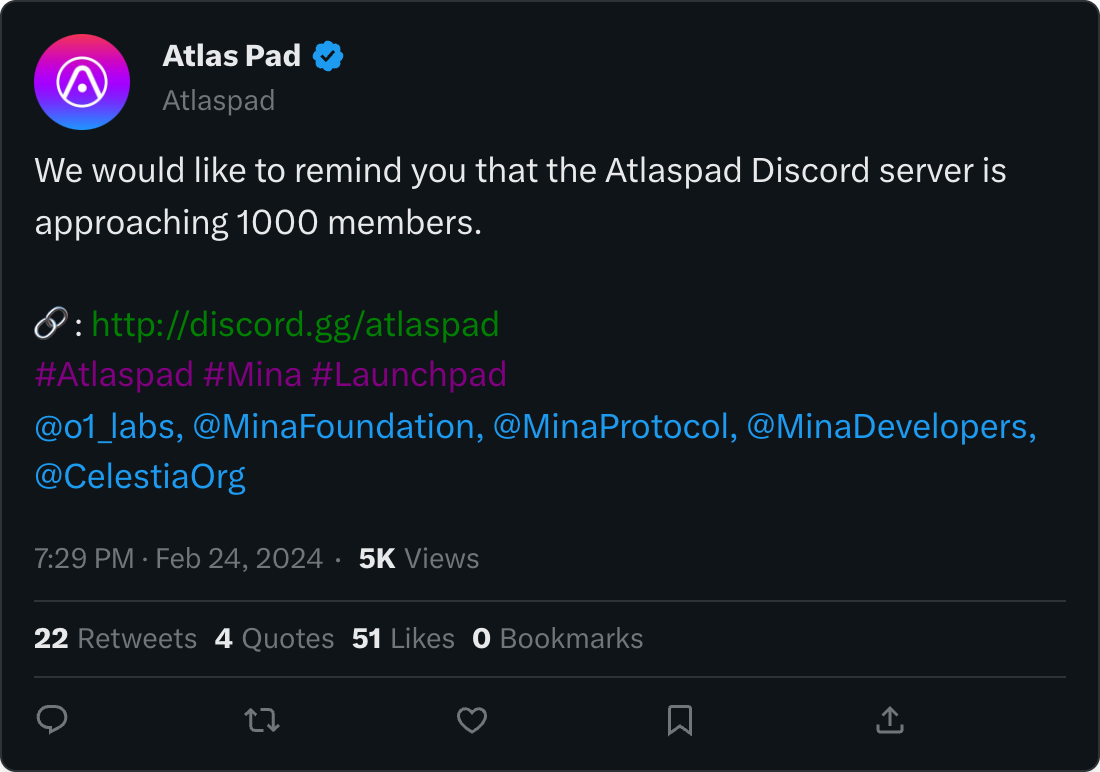 Atlas Pad
Atlaspad
We would like to remind you that the Atlaspad Discord server is
approaching 1000 members.
🔗 : http://discord.gg/atlaspad
#Atlaspad #Mina #Launchpad
@o1_labs, @MinaFoundation, @MinaProtocol, @MinaDevelopers,
@CelestiaOrg
7:29 PM · Feb 24, 2024 · 5K Views
22 Retweets 4 Quotes 51 Likes 0 Bookmarks